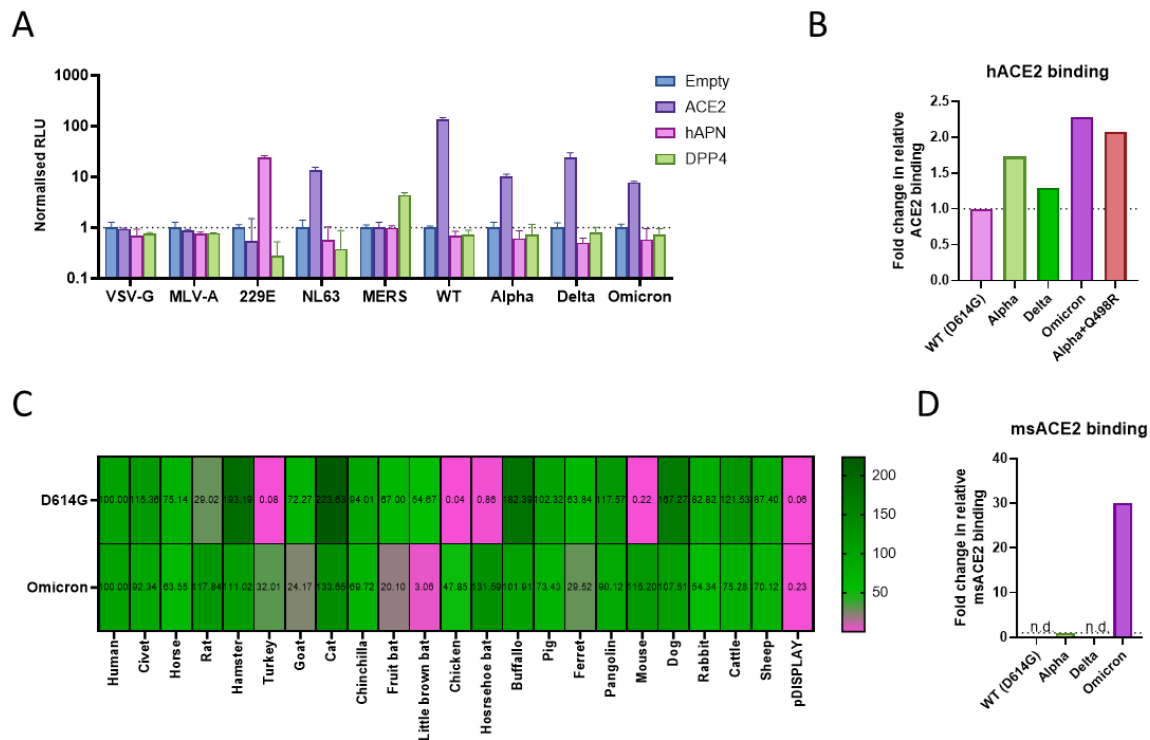 A
Normalised RLU
1000
100
10
1
0.1
VSV-G MLV-A 229E NL63 MERS WT Alpha Delta Omicron
Empty
ACE2
hAPN
DPP4
B
hACE2 binding
Fold change in relative
ACE2 binding
2.5
2.0
1.5
1.0
0.5
0.0
WT (D614G)
Alpha
Delta
Omicron
Alpha+Q498R
C
D614G 100.00 115.36 75.14 29.02 193.19 0.08 72.27 223.63 94.01 67.00 54.67 0.04 0.86 182.39 102.32 63.84 117.57 0.22 167.27 82.82 121.53 87.40 0.06
Omicron 100.00 92.34 63.55 117.84 111.02 32.01 24.17 133.65 69.72 20.10 3.06 47.85 131.59 101.91 73.43 29.52 90.12 115.20 107.51 54.34 75.28 70.12 0.23
Human
Civet
Horse
Rat
Hamster
Turkey
Goat
Cat
Chinchilla
Fruit bat
Little brown bat
Chicken
Hosrsehoe bat
Buffallo
Pig
Ferret
Pangolin
Mouse
Dog
Rabbit
Cattle
Sheep
pDISPLAY
200
150
100
50
D
msACE2 binding
Fold change in relative
msACE2 binding
40
30
20
10
0
n.d. n.d.
WT (D614G)
Alpha
Delta
Omicron